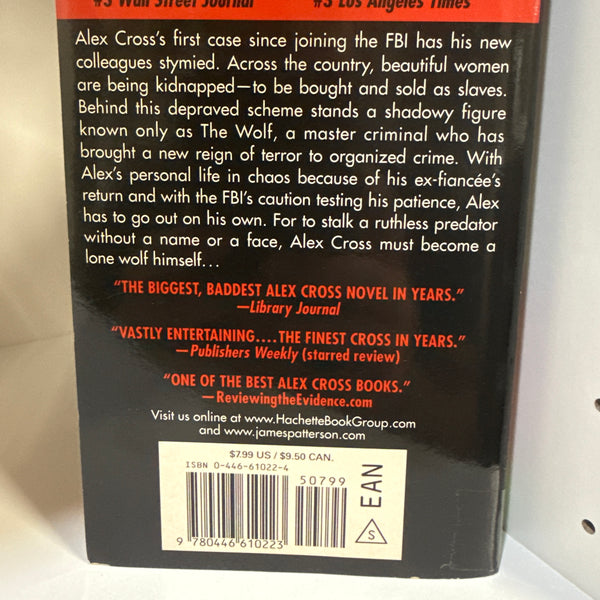 #3 Wall Street Journal #3 Los Angeles Times
Alex Cross's first case since joining the FBI has his new
colleagues stymied. Across the country, beautiful women
are being kidnapped—to be bought and sold as slaves.
Behind this depraved scheme stands a shadowy figure
known only as The Wolf, a master criminal who has
brought a new reign of terror to organized crime. With
Alex's personal life in chaos because of his ex-fiancée's
return and with the FBI's caution testing his patience, Alex
has to go out on his own. For to stalk a ruthless predator
without a name or a face, Alex Cross must become a
lone wolf himself...
"THE BIGGEST, BADDEST ALEX CROSS NOVEL IN YEARS."
—Library Journal
"VASTLY ENTERTAINING....THE FINEST CROSS IN YEARS."
—Publishers Weekly (starred review)
"ONE OF THE BEST ALEX CROSS BOOKS."
—ReviewingtheEvidence.com
Visit us online at www.HachetteBookGroup.com
and www.jamespatterson.com
$7.99 US / $9.50 CAN.
ISBN 0-446-61022-4
50799
EAN
S
9 780446 610223